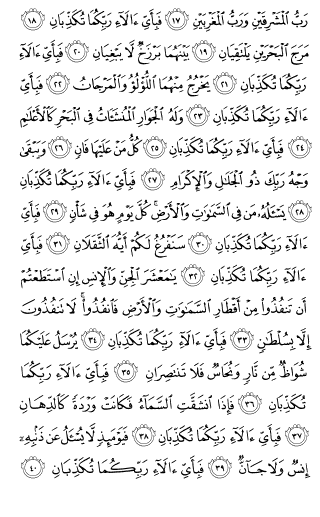 رَبُّ ٱلْمَشْرِقَيْنِ وَرَبُّ ٱلْمَغْرِبَيْنِ ١٧ فَبِأَىِّ ءَالَآءِ رَبِّكُمَا تُكَذِّبَانِ ١٨
مَرَجَ ٱلْبَحْرَيْنِ يَلْتَقِيَانِ ١٩ بَيْنَهُمَا بَرْزَخٌ لَّا يَبْغِيَانِ ٢٠ فَبِأَىِّ ءَالَآءِ
رَبِّكُمَا تُكَذِّبَانِ ٢١ يَخْرُجُ مِنْهُمَا ٱللُّؤْلُؤُ وَٱلْمَرْجَانُ ٢٢ فَبِأَىِّ
ءَالَآءِ رَبِّكُمَا تُكَذِّبَانِ ٢٣ وَلَهُ ٱلْجَوَارِ ٱلْمُنشَـَٔاتُ فِى ٱلْبَحْرِ كَٱلْأَعْلَـٰمِ
٢٤ فَبِأَىِّ ءَالَآءِ رَبِّكُمَا تُكَذِّبَانِ ٢٥ كُلُّ مَنْ عَلَيْهَا فَانٍ ٢٦ وَيَبْقَىٰ
وَجْهُ رَبِّكَ ذُو ٱلْجَلَـٰلِ وَٱلْإِكْرَامِ ٢٧ فَبِأَىِّ ءَالَآءِ رَبِّكُمَا تُكَذِّبَانِ
٢٨ يَسْـَٔلُهُۥ مَن فِى ٱلسَّمَـٰوَٰتِ وَٱلْأَرْضِ ۚ كُلَّ يَوْمٍ هُوَ فِى شَأْنٍ ٢٩ فَبِأَىِّ
ءَالَآءِ رَبِّكُمَا تُكَذِّبَانِ ٣٠ سَنَفْرُغُ لَكُمْ أَيُّهَ ٱلثَّقَلَانِ ٣١ فَبِأَىِّ
ءَالَآءِ رَبِّكُمَا تُكَذِّبَانِ ٣٢ يَـٰمَعْشَرَ ٱلْجِنِّ وَٱلْإِنسِ إِنِ ٱسْتَطَعْتُمْ
أَن تَنفُذُوا۟ مِنْ أَقْطَارِ ٱلسَّمَـٰوَٰتِ وَٱلْأَرْضِ فَٱنفُذُوا۟ ۚ لَا تَنفُذُونَ
إِلَّا بِسُلْطَـٰنٍ ٣٣ فَبِأَىِّ ءَالَآءِ رَبِّكُمَا تُكَذِّبَانِ ٣٤ يُرْسَلُ عَلَيْكُمَا
شُوَاظٌ مِّن نَّارٍ وَنُحَاسٌ فَلَا تَنتَصِرَانِ ٣٥ فَبِأَىِّ ءَالَآءِ رَبِّكُمَا
تُكَذِّبَانِ ٣٦ فَإِذَا ٱنشَقَّتِ ٱلسَّمَآءُ فَكَانَتْ وَرْدَةً كَٱلدِّهَانِ
٣٧ فَبِأَىِّ ءَالَآءِ رَبِّكُمَا تُكَذِّبَانِ ٣٨ فَيَوْمَئِذٍ لَّا يُسْـَٔلُ عَن ذَنۢبِهِۦٓ
إِنسٌ وَلَا جَآنٌّ ٣٩ فَبِأَىِّ ءَالَآءِ رَبِّكُمَا تُكَذِّبَانِ ٤٠